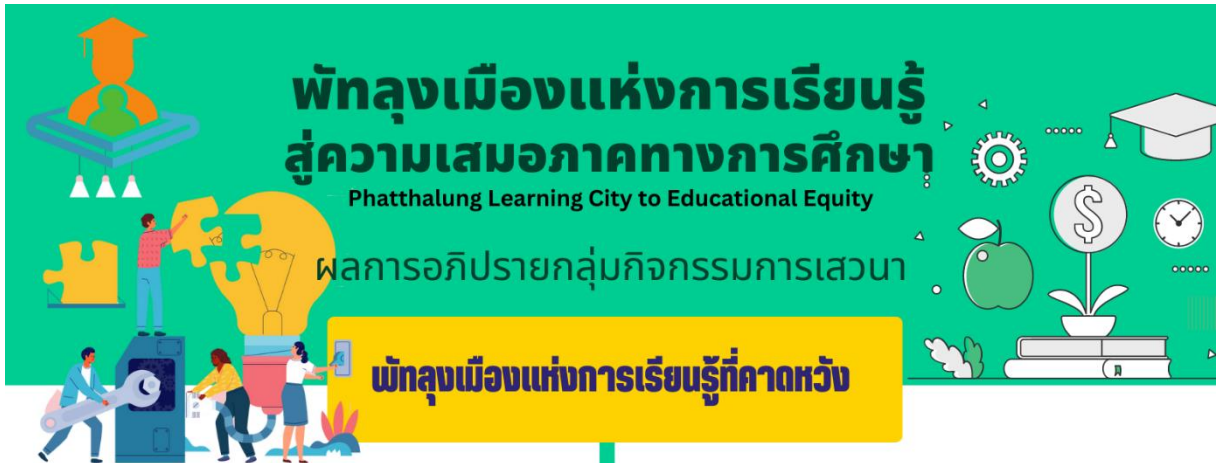 พัทลุงเมืองแห่งการเรียนรู้
สู่ความเสมอภาคทางการศึกษา
Phatthalung Learning City to Educational Equity
ผลการอภิปรายกลุ่มกิจกรรมการเสวนา
พัทลุงเมืองแห่งการเรียนรู้ที่คาดหวัง